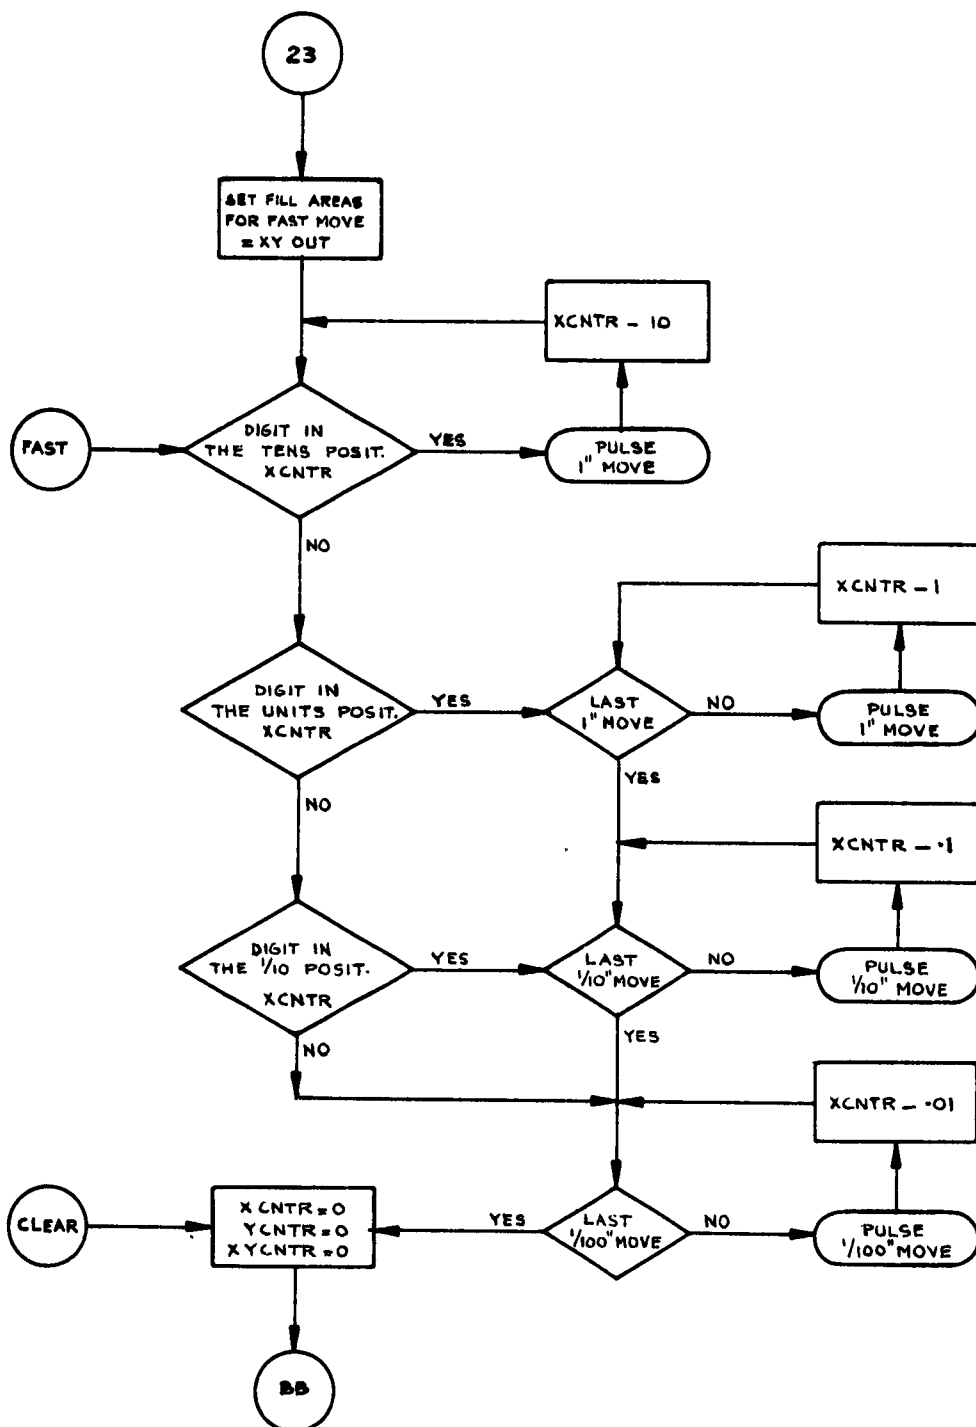 23
SET FILL AREAS
FOR FAST MOVE
= XY OUT
XCNTR - 10
FAST
DIGIT IN
THE TENS POSIT.
XCNTR
YES
PULSE
1" MOVE
NO
XCNTR - 1
DIGIT IN
THE UNITS POSIT.
XCNTR
YES
LAST
1" MOVE
NO
PULSE
1" MOVE
YES
NO
XCNTR - .1
DIGIT IN
THE 1/10 POSIT.
XCNTR
YES
LAST
1/10" MOVE
NO
PULSE
1/10" MOVE
YES
NO
XCNTR - .01
CLEAR
XCNTR = 0
YCNTR = 0
XYCNTR = 0
YES
LAST
1/100" MOVE
NO
PULSE
1/100" MOVE
BB